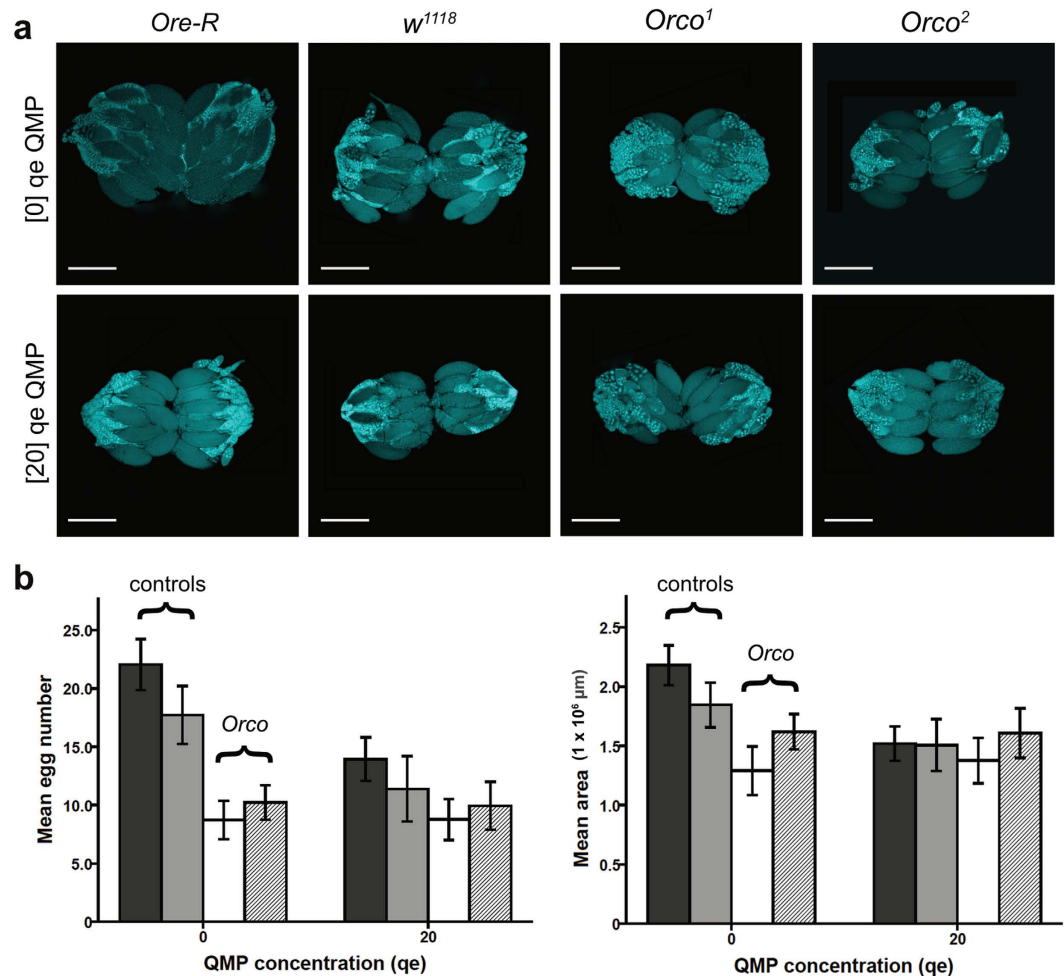 a
Ore-R w¹¹¹⁸ Orco¹ Orco²
[0] qe QMP
[20] qe QMP
b
controls
Orco
Mean egg number
25.0
20.0
15.0
10.0
5.0
0
0 20
QMP concentration (qe)
controls
Orco
Mean area (1 x 10⁶ µm)
2.5
2.0
1.5
1.0
0.5
0
0 20
QMP concentration (qe)